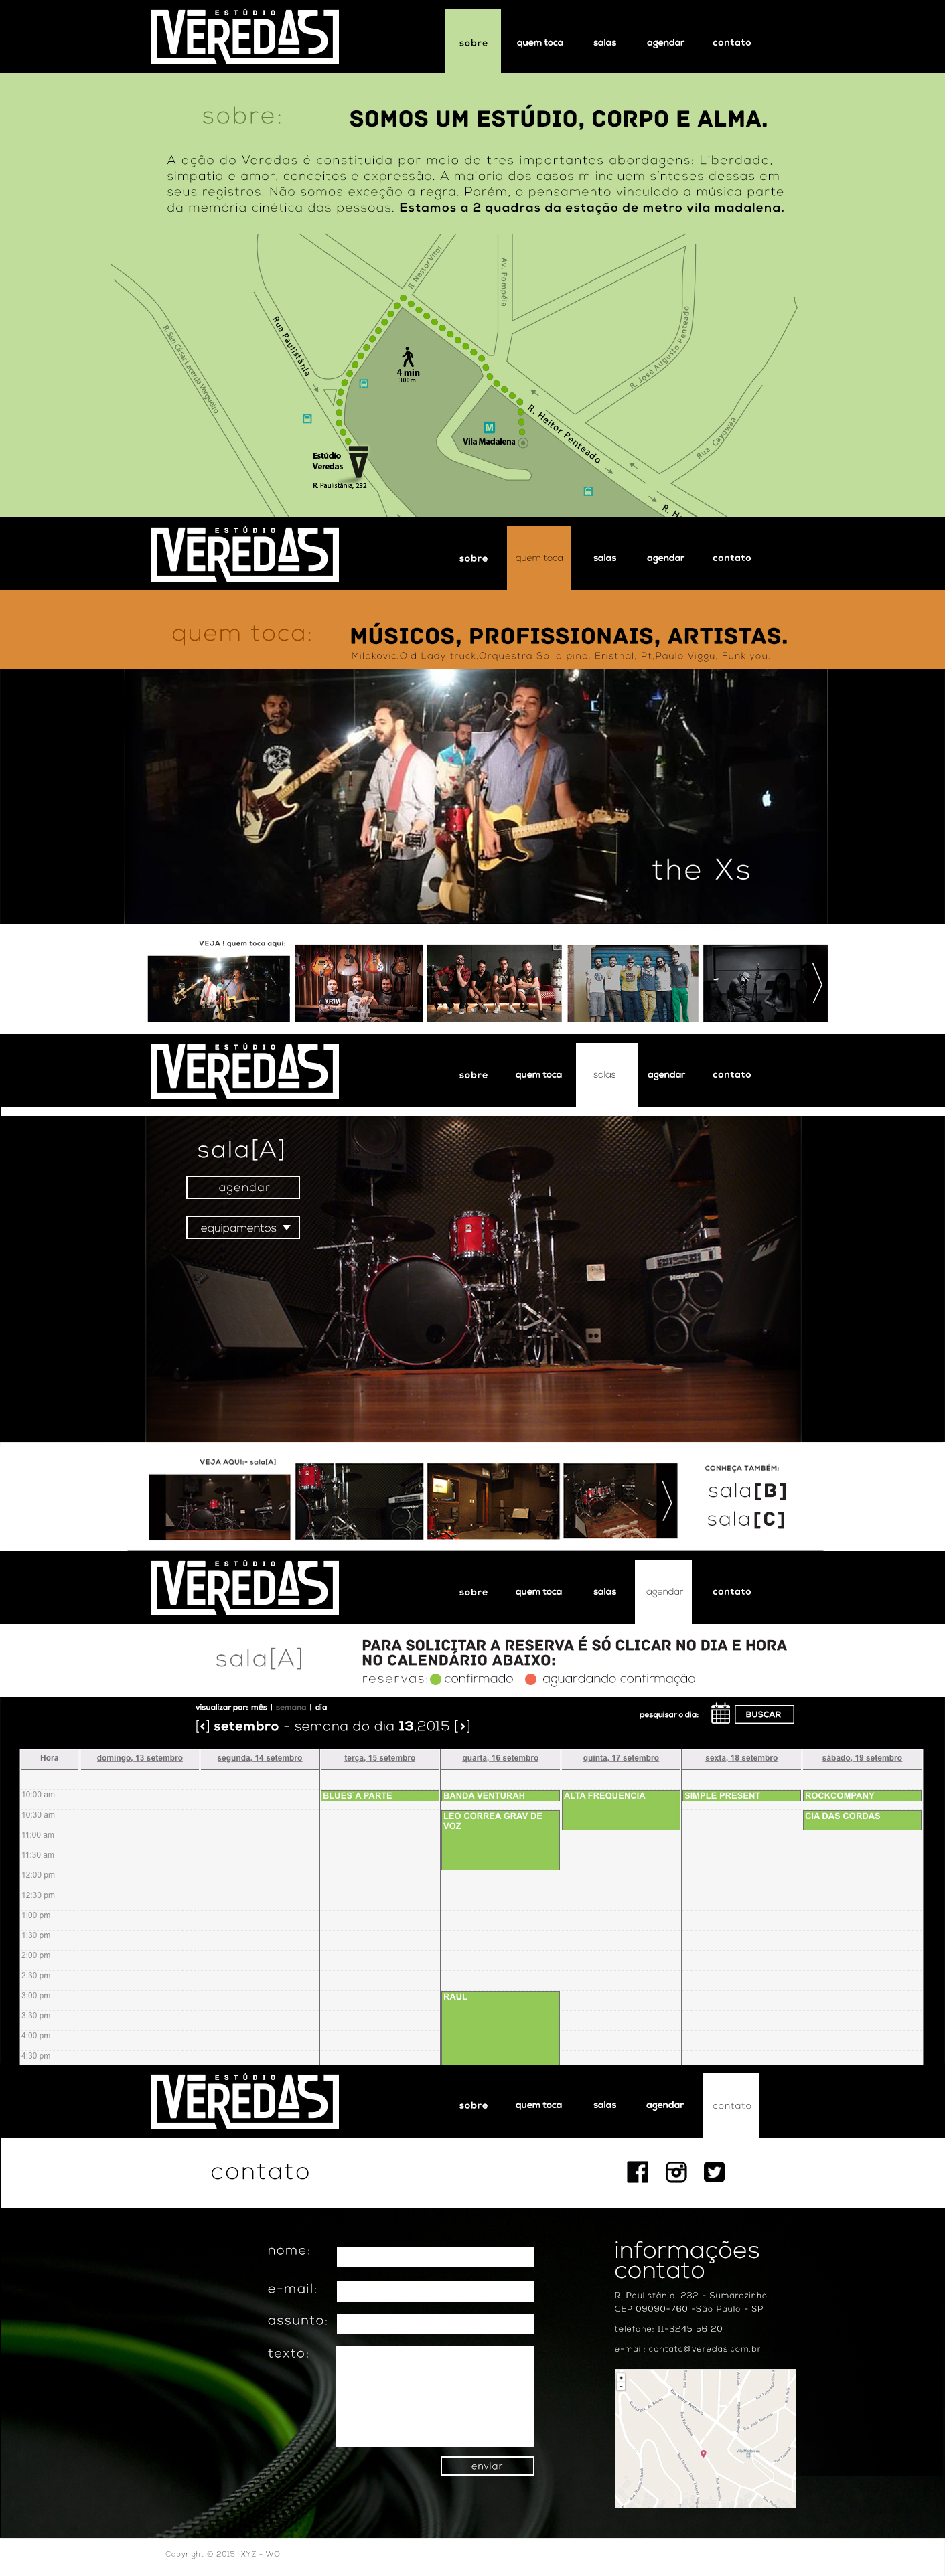 ESTÚDIO
VEREDAS
sobre quem toca salas agendar contato
sobre: SOMOS UM ESTÚDIO, CORPO E ALMA.
A ação do Veredas é constituída por meio de tres importantes abordagens: Liberdade,
simpatia e amor, conceitos e expressão. A maioria dos casos m incluem sínteses dessas em
seus registros. Não somos exceção a regra. Porém, o pensamento vinculado a música parte
da memória cinética das pessoas. Estamos a 2 quadras da estação de metro vila madalena.
R. Nestor Vitor
Av. Pompéia
Rua Paulistânia
R. Sen César Lacerda Vergueiro
R. José Augusto Penteado
4 min
300m
R. Heitor Penteado
Rua Cayowaá
M
Vila Madalena
Estúdio
Veredas
R. Paulistânia, 232
R. H
ESTÚDIO
VEREDAS
sobre quem toca salas agendar contato
quem toca: MÚSICOS, PROFISSIONAIS, ARTISTAS.
Milokovic.Old Lady truck,Orquestra Sol a pino. Eristhal, Pt,Paulo Viggu, Funk you.
the Xs
VEJA ! quem toca aqui:
ESTÚDIO
VEREDAS
sobre quem toca salas agendar contato
sala[A]
agendar
equipamentos
VEJA AQUI:+ sala[A]
CONHEÇA TAMBÉM:
sala[B]
sala[C]
ESTÚDIO
VEREDAS
sobre quem toca salas agendar contato
sala[A]
PARA SOLICITAR A RESERVA É SÓ CLICAR NO DIA E HORA
NO CALENDÁRIO ABAIXO:
reservas: confirmado aguardando confirmação
visualizar por: mês | semana | dia
[<] setembro - semana do dia 13,2015 [>]
pesquisar o dia: BUSCAR
Hora domingo, 13 setembro segunda, 14 setembro terça, 15 setembro quarta, 16 setembro quinta, 17 setembro sexta, 18 setembro sábado, 19 setembro
10:00 am BLUES´A PARTE BANDA VENTURAH ALTA FREQUENCIA SIMPLE PRESENT ROCKCOMPANY
10:30 am LEO CORREA GRAV DE VOZ CIA DAS CORDAS
11:00 am
11:30 am
12:00 pm
12:30 pm
1:00 pm
1:30 pm
2:00 pm
2:30 pm
3:00 pm RAUL
3:30 pm
4:00 pm
4:30 pm
ESTÚDIO
VEREDAS
sobre quem toca salas agendar contato
contato
nome:
e-mail:
assunto:
texto;
enviar
informações
contato
R. Paulistânia, 232 - Sumarezinho
CEP 09090-760 -São Paulo - SP
telefone: 11-3245 56 20
e-mail: contato@veredas.com.br
Copyright © 2015 XYZ - WO